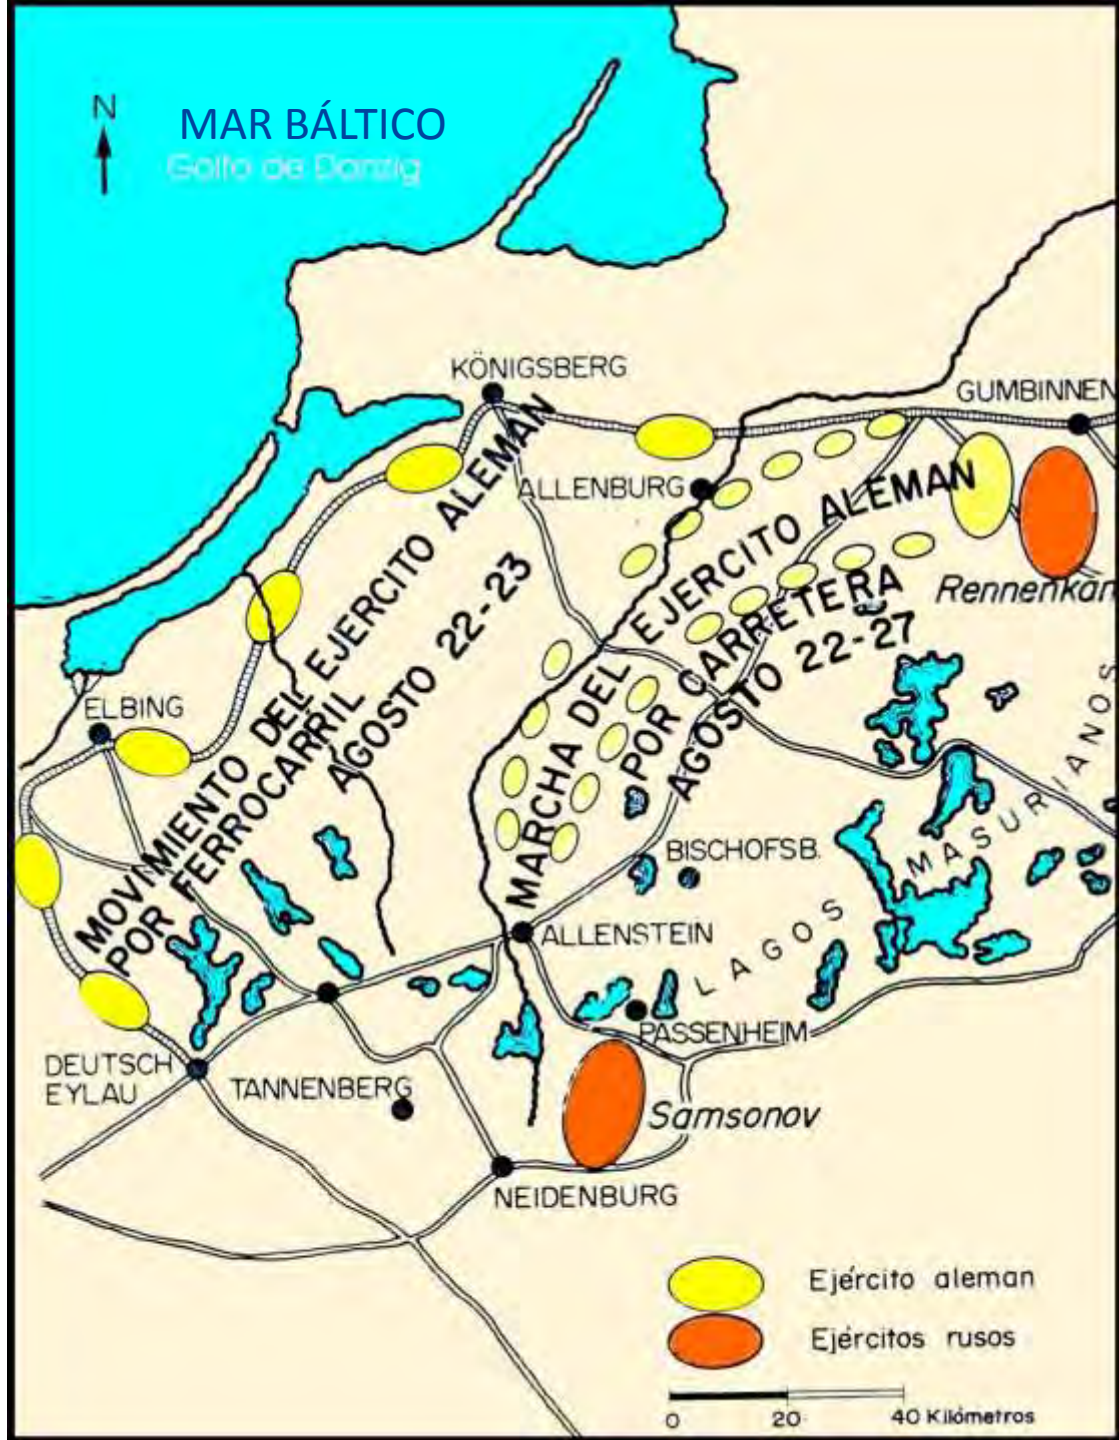 N
MAR BÁLTICO
Golfo de Danzig
KÖNIGSBERG
GUMBINNEN
ALLENBURG
Rennenkan
ELBING
MOVIMIENTO DEL EJERCITO ALEMAN
POR FERROCARRIL
AGOSTO 22-23
MARCHA DEL EJERCITO ALEMAN
POR CARRETERA
AGOSTO 22-27
BISCHOFSB.
ALLENSTEIN
LAGOS MASURIANOS
PASSENHEIM
DEUTSCH
EYLAU
TANNENBERG
Samsonov
NEIDENBURG
Ejército aleman
Ejércitos rusos
0 20 40 Kilómetros